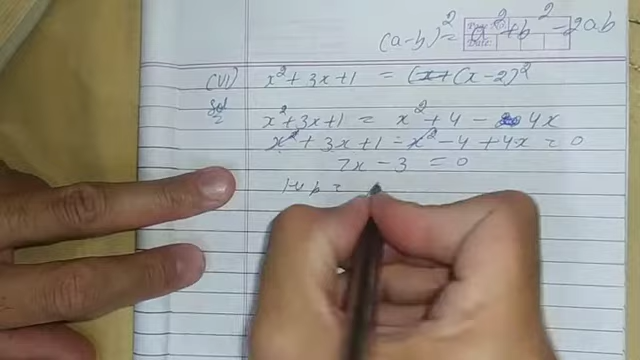 (a-b)² = a² + b² - 2ab
(VI) x² + 3x + 1 = (x - 2)²
Sol
x² + 3x + 1 = x² + 4 - 4x
x² + 3x + 1 - x² - 4 + 4x = 0
7x - 3 = 0